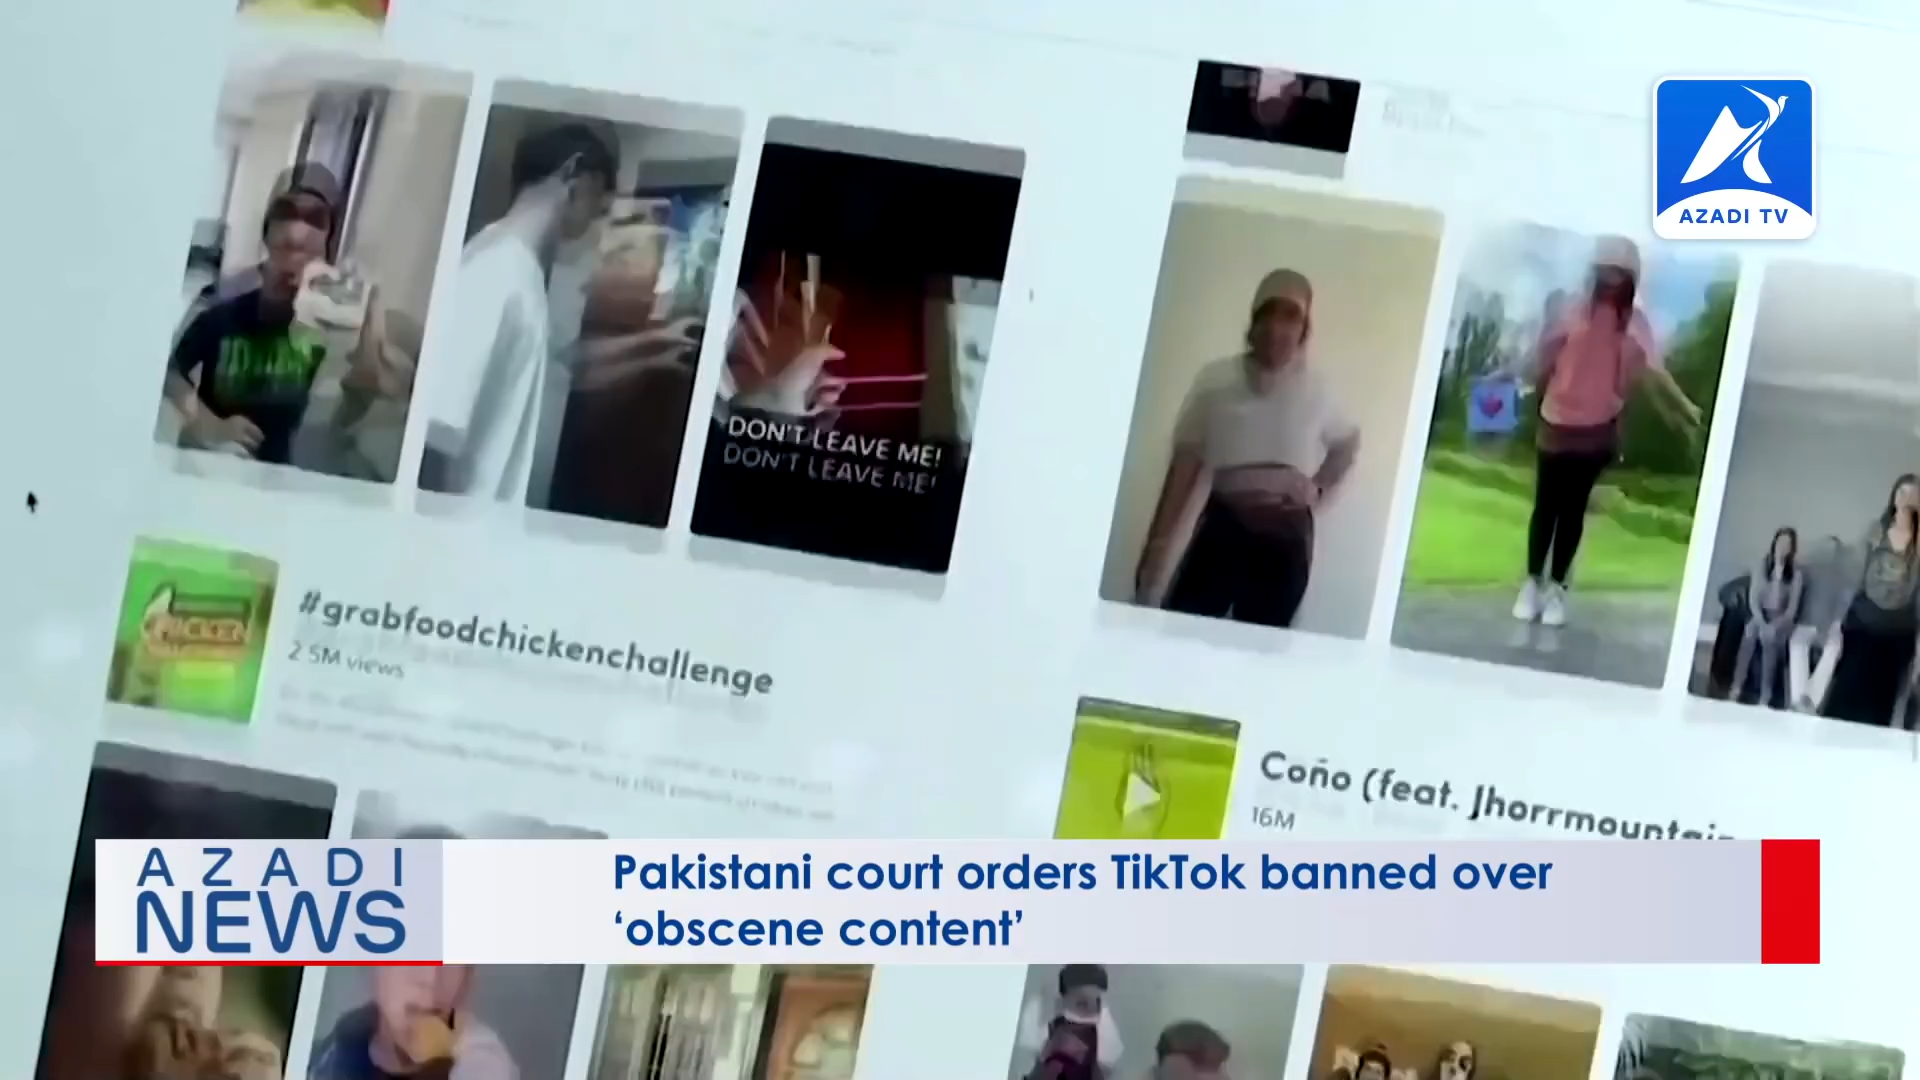 AZADI TV
DON'T LEAVE ME!
DON'T LEAVE ME!
#grabfoodchickenchallenge
2.5M views
CHICKEN
Coño (feat. Jhorrmountain
16M
AZADI
NEWS
Pakistani court orders TikTok banned over
‘obscene content’